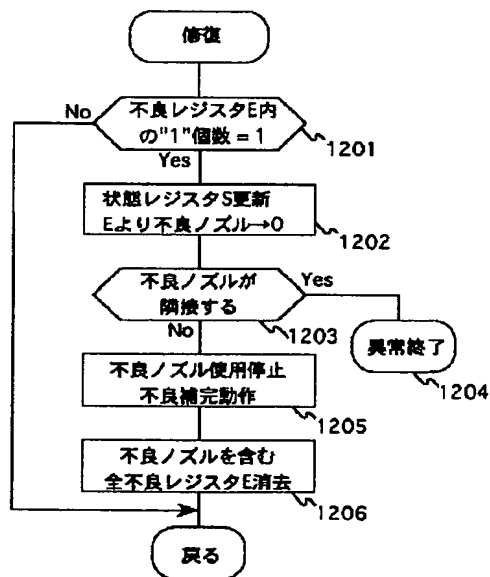 修復
No
不良レジスタE内
の"1"個数 = 1
1201
Yes
状態レジスタS更新
Eより不良ノズル→0
1202
不良ノズルが
隣接する
Yes
1203
No
異常終了
1204
不良ノズル使用停止
不良補完動作
1205
不良ノズルを含む
全不良レジスタE消去
1206
戻る